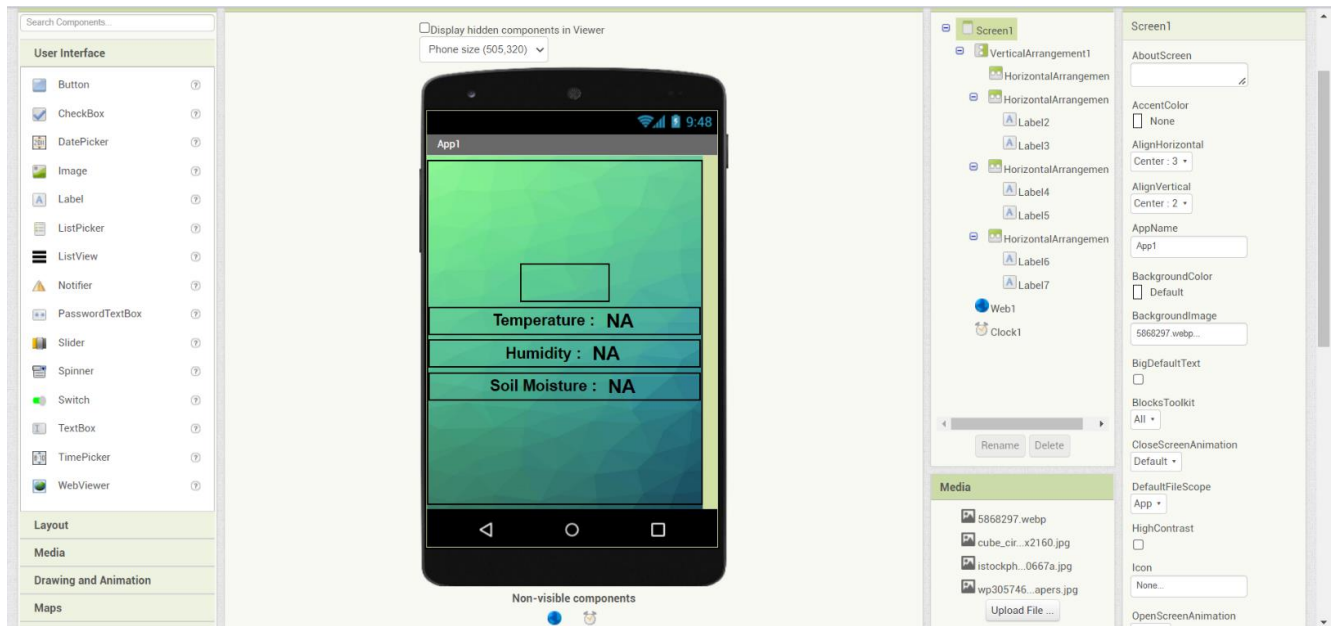 Search Components...
User Interface
Button
CheckBox
DatePicker
Image
Label
ListPicker
ListView
Notifier
PasswordTextBox
Slider
Spinner
Switch
TextBox
TimePicker
WebViewer
Layout
Media
Drawing and Animation
Maps
Display hidden components in Viewer
Phone size (505,320)
9:48
App1
Temperature : NA
Humidity : NA
Soil Moisture : NA
Non-visible components
Screen1
VerticalArrangement1
HorizontalArrangemen
HorizontalArrangemen
Label2
Label3
HorizontalArrangemen
Label4
Label5
HorizontalArrangemen
Label6
Label7
Web1
Clock1
Rename Delete
Media
5868297.webp
cube_cir...x2160.jpg
istockph...0667a.jpg
wp305746...apers.jpg
Upload File ...
Screen1
AboutScreen
AccentColor
None
AlignHorizontal
Center : 3
AlignVertical
Center : 2
AppName
App1
BackgroundColor
Default
BackgroundImage
5868297.webp...
BigDefaultText
BlocksToolkit
All
CloseScreenAnimation
Default
DefaultFileScope
App
HighContrast
Icon
None...
OpenScreenAnimation